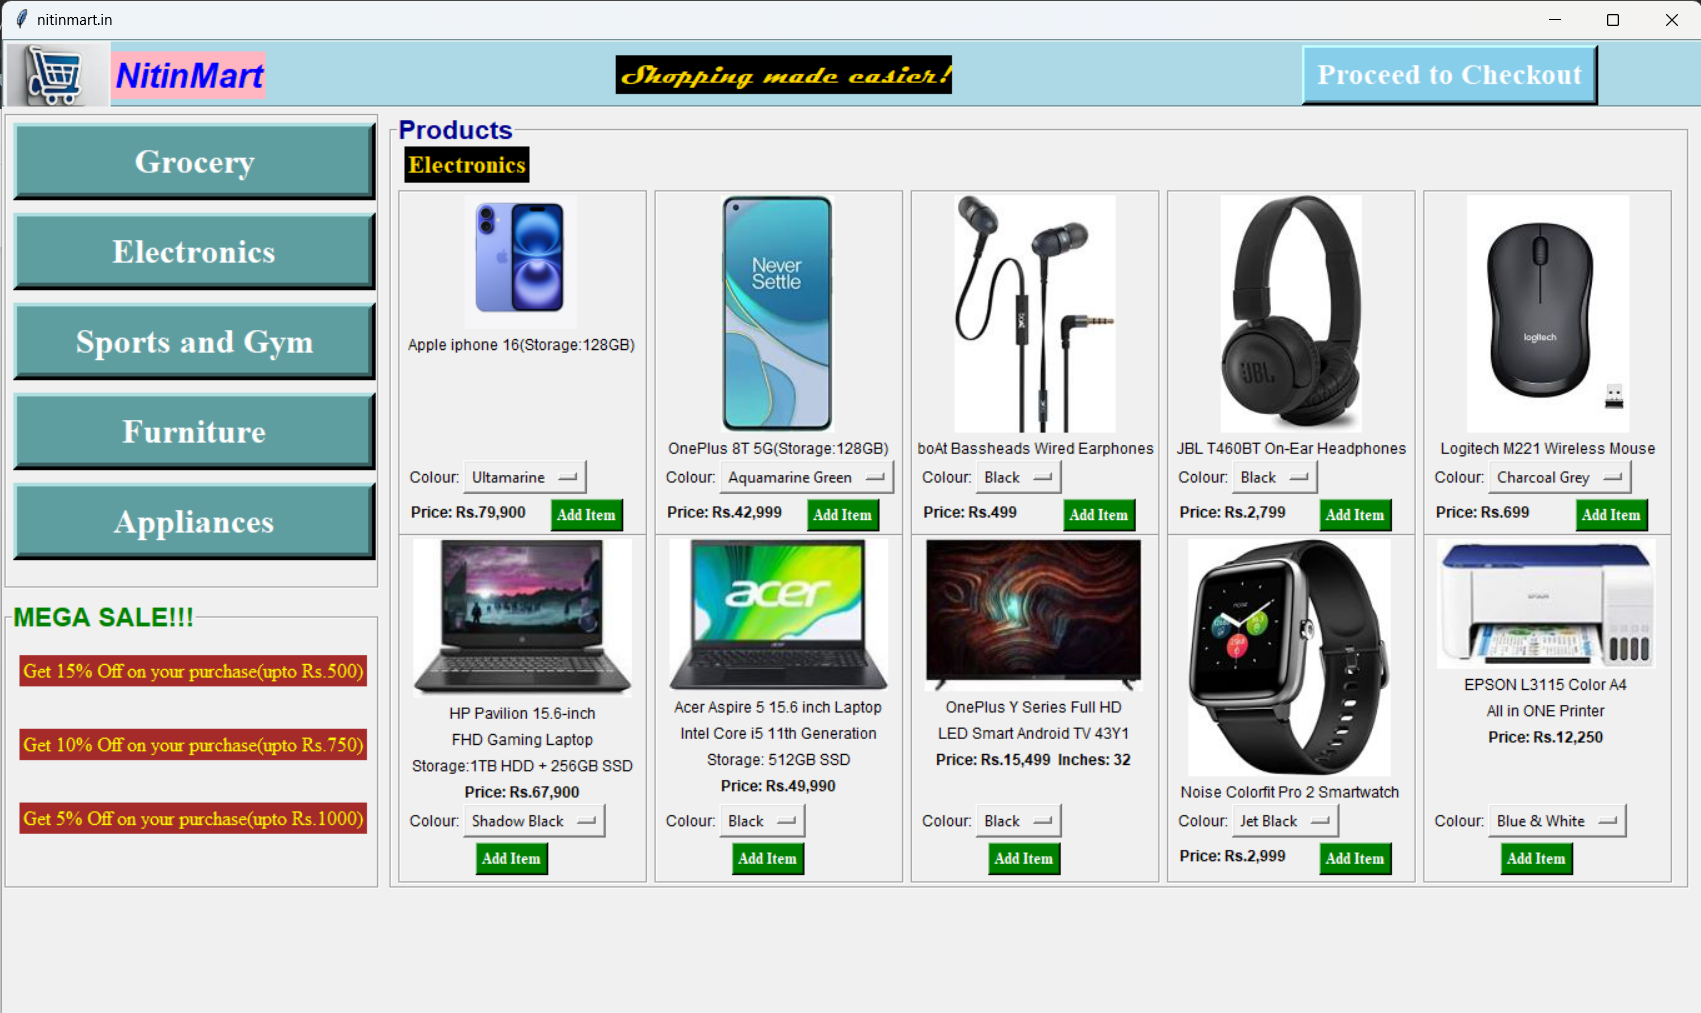 nitinmart.in
NitinMart
Shopping made easier!
Proceed to Checkout
Grocery
Electronics
Sports and Gym
Furniture
Appliances
MEGA SALE!!!
Get 15% Off on your purchase(upto Rs.500)
Get 10% Off on your purchase(upto Rs.750)
Get 5% Off on your purchase(upto Rs.1000)
Products
Electronics
Apple iphone 16(Storage:128GB)
Colour: Ultamarine
Price: Rs.79,900 Add Item
Never
Settle
OnePlus 8T 5G(Storage:128GB)
Colour: Aquamarine Green
Price: Rs.42,999 Add Item
boAt
boAt Bassheads Wired Earphones
Colour: Black
Price: Rs.499 Add Item
JBL
JBL T460BT On-Ear Headphones
Colour: Black
Price: Rs.2,799 Add Item
logitech
Logitech M221 Wireless Mouse
Colour: Charcoal Grey
Price: Rs.699 Add Item
HP Pavilion 15.6-inch
FHD Gaming Laptop
Storage:1TB HDD + 256GB SSD
Price: Rs.67,900
Colour: Shadow Black
Add Item
acer
Acer Aspire 5 15.6 inch Laptop
Intel Core i5 11th Generation
Storage: 512GB SSD
Price: Rs.49,990
Colour: Black
Add Item
OnePlus Y Series Full HD
LED Smart Android TV 43Y1
Price: Rs.15,499 Inches: 32
Colour: Black
Add Item
Noise Colorfit Pro 2 Smartwatch
Colour: Jet Black
Price: Rs.2,999 Add Item
EPSON
EPSON L3115 Color A4
All in ONE Printer
Price: Rs.12,250
Colour: Blue & White
Add Item